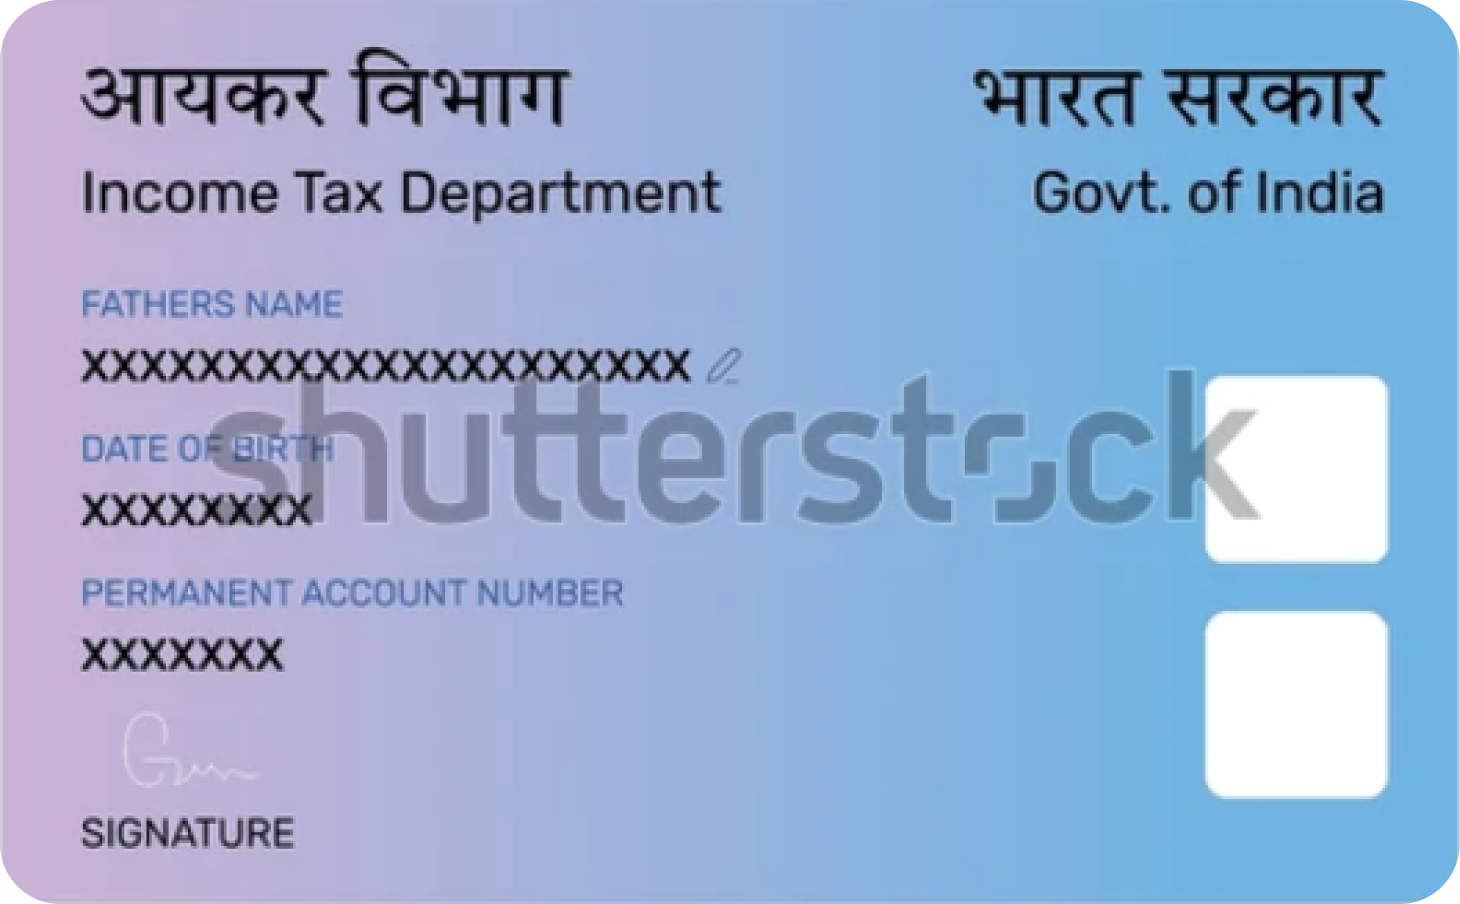 आयकर विभाग
भारत सरकार
Income Tax Department
Govt. of India
FATHERS NAME
XXXXXXXXXXXXXXXXXXXXX
DATE OF BIRTH
XXXXXXXX
PERMANENT ACCOUNT NUMBER
XXXXXXX
SIGNATURE
shutterstock